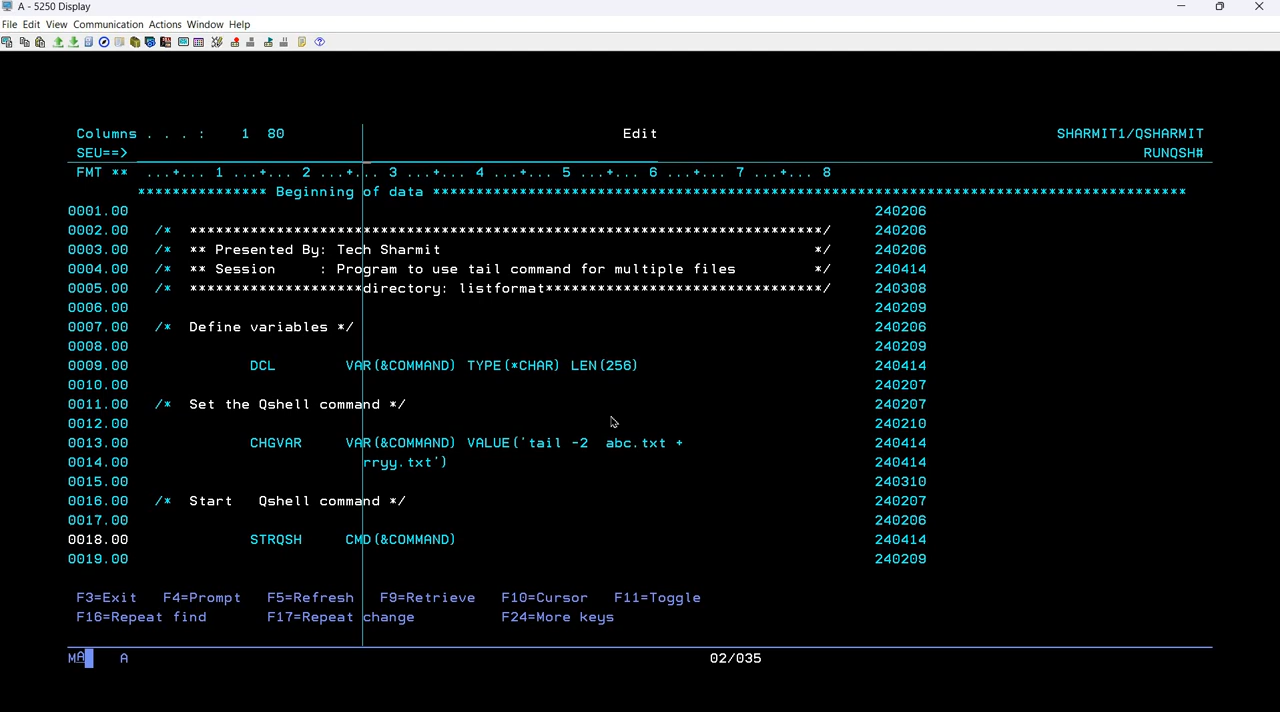 A - 5250 Display
File Edit View Communication Actions Window Help
Columns . . . :    1  80                                       Edit                                                SHARMIT1/QSHARMIT
SEU==>                                                                                                                       RUNQSH#
FMT **  ...+... 1 ...+... 2 ...+... 3 ...+... 4 ...+... 5 ...+... 6 ...+... 7 ...+... 8
*************** Beginning of data ***************************************************************************************
0001.00                                                                                      240206
0002.00   /*  *************************************************************************/     240206
0003.00   /*  ** Presented By: Tech Sharmit                                           */     240206
0004.00   /*  ** Session     : Program to use tail command for multiple files         */     240414
0005.00   /*  ********************directory: listformat********************************/     240308
0006.00                                                                                      240209
0007.00   /*  Define variables */                                                            240206
0008.00                                                                                      240209
0009.00              DCL        VAR(&COMMAND) TYPE(*CHAR) LEN(256)                           240414
0010.00                                                                                      240207
0011.00   /*  Set the Qshell command */                                                      240207
0012.00                                                                                      240210
0013.00              CHGVAR     VAR(&COMMAND) VALUE('tail -2  abc.txt +                      240414
0014.00                           rryy.txt')                                                 240414
0015.00                                                                                      240310
0016.00   /*  Start   Qshell command */                                                      240207
0017.00                                                                                      240206
0018.00              STRQSH     CMD(&COMMAND)                                                240414
0019.00                                                                                      240209
F3=Exit   F4=Prompt   F5=Refresh   F9=Retrieve   F10=Cursor   F11=Toggle
F16=Repeat find       F17=Repeat change          F24=More keys
MA    A                                                                    02/035